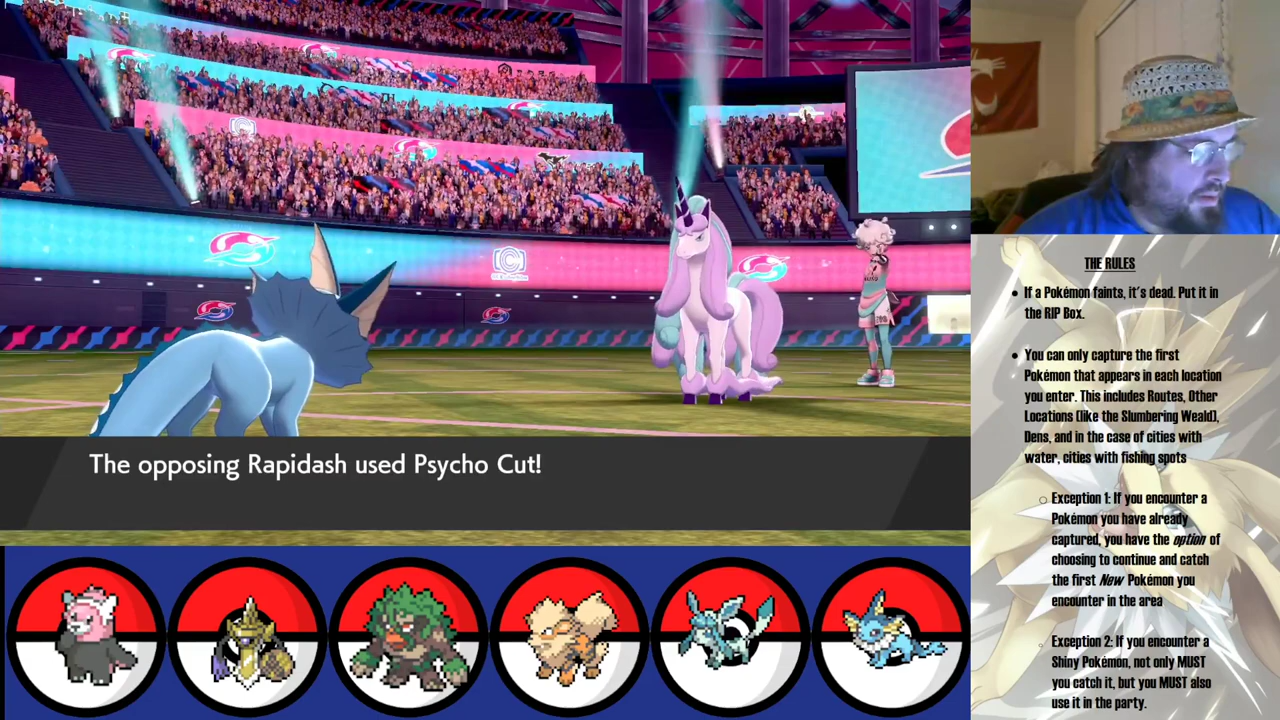 The opposing Rapidash used Psycho Cut!
THE RULES
• If a Pokémon faints, it's dead. Put it in
the RIP Box.
• You can only capture the first
Pokémon that appears in each location
you enter. This includes Routes, Other
Locations (like the Slumbering Weald),
Dens, and in the case of cities with
water, cities with fishing spots
○ Exception 1: If you encounter a
Pokémon you have already
captured, you have the option of
choosing to continue and catch
the first New Pokémon you
encounter in the area
○ Exception 2: If you encounter a
Shiny Pokémon, not only MUST
you catch it, but you MUST also
use it in the party.